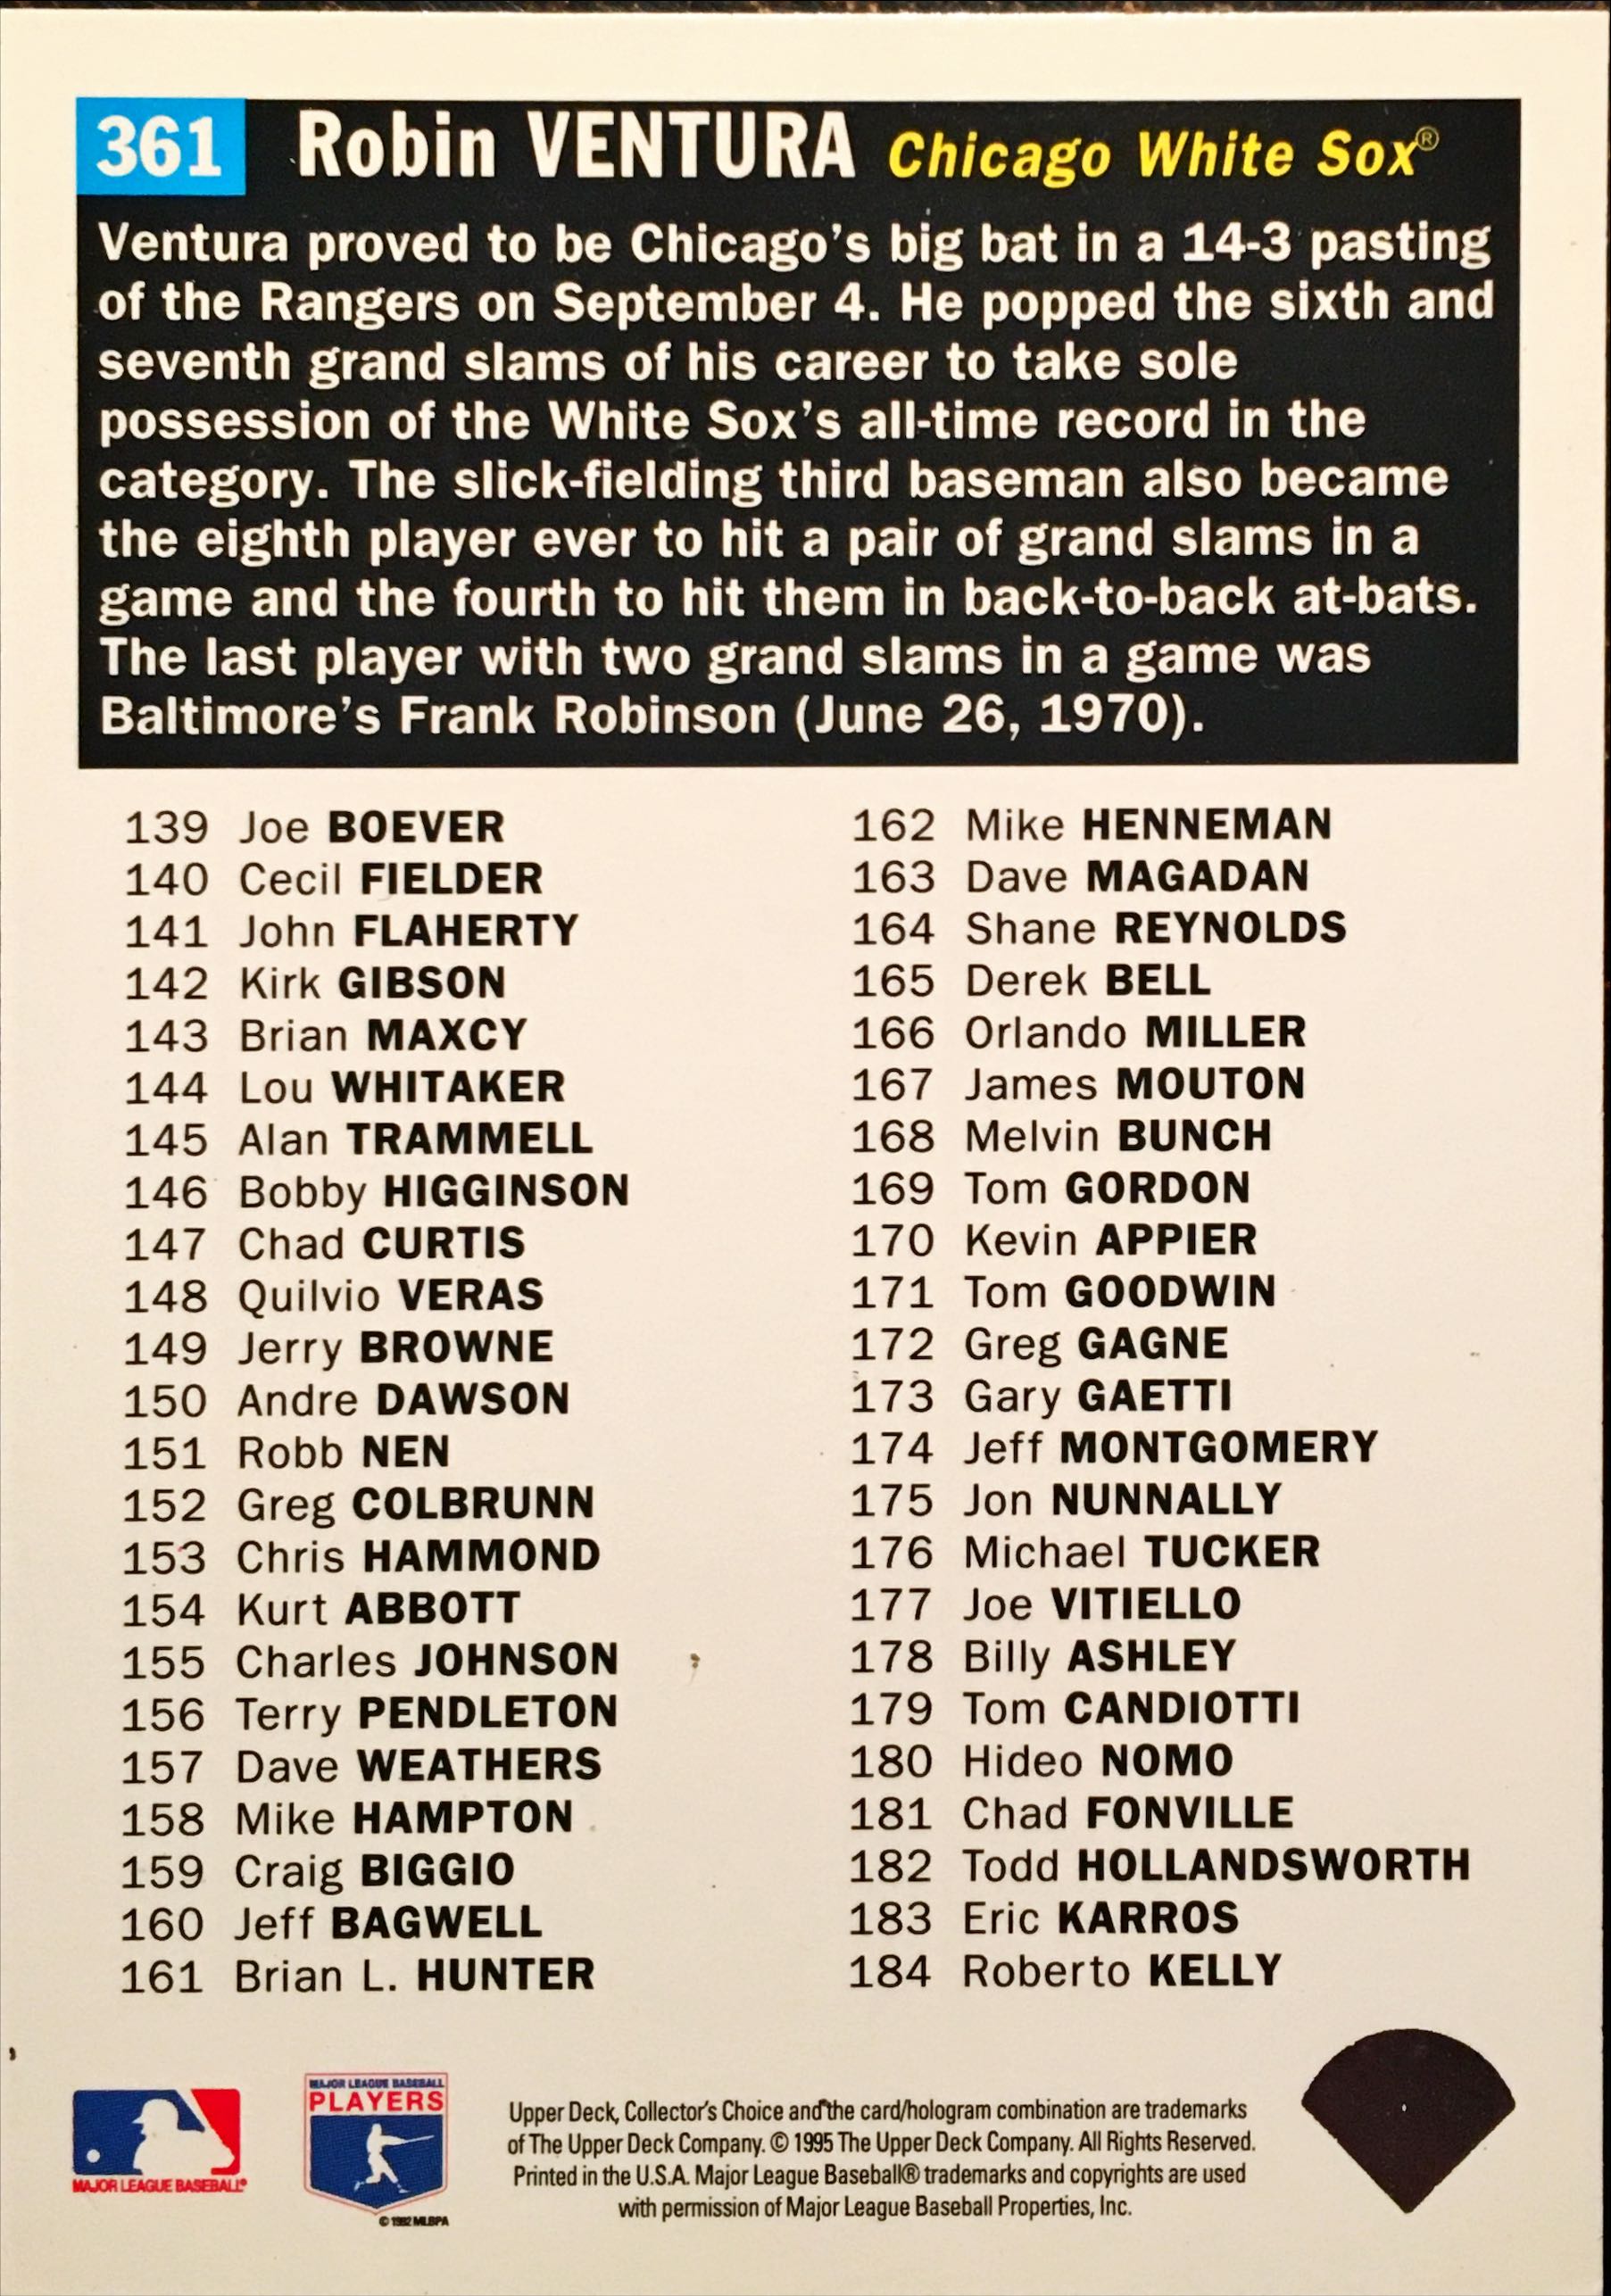 361 Robin VENTURA Chicago White Sox®
Ventura proved to be Chicago's big bat in a 14-3 pasting
of the Rangers on September 4. He popped the sixth and
seventh grand slams of his career to take sole
possession of the White Sox's all-time record in the
category. The slick-fielding third baseman also became
the eighth player ever to hit a pair of grand slams in a
game and the fourth to hit them in back-to-back at-bats.
The last player with two grand slams in a game was
Baltimore's Frank Robinson (June 26, 1970).
139 Joe BOEVER
140 Cecil FIELDER
141 John FLAHERTY
142 Kirk GIBSON
143 Brian MAXCY
144 Lou WHITAKER
145 Alan TRAMMELL
146 Bobby HIGGINSON
147 Chad CURTIS
148 Quilvio VERAS
149 Jerry BROWNE
150 Andre DAWSON
151 Robb NEN
152 Greg COLBRUNN
153 Chris HAMMOND
154 Kurt ABBOTT
155 Charles JOHNSON
156 Terry PENDLETON
157 Dave WEATHERS
158 Mike HAMPTON
159 Craig BIGGIO
160 Jeff BAGWELL
161 Brian L. HUNTER
162 Mike HENNEMAN
163 Dave MAGADAN
164 Shane REYNOLDS
165 Derek BELL
166 Orlando MILLER
167 James MOUTON
168 Melvin BUNCH
169 Tom GORDON
170 Kevin APPIER
171 Tom GOODWIN
172 Greg GAGNE
173 Gary GAETTI
174 Jeff MONTGOMERY
175 Jon NUNNALLY
176 Michael TUCKER
177 Joe VITIELLO
178 Billy ASHLEY
179 Tom CANDIOTTI
180 Hideo NOMO
181 Chad FONVILLE
182 Todd HOLLANDSWORTH
183 Eric KARROS
184 Roberto KELLY
MAJOR LEAGUE BASEBALL®
MAJOR LEAGUE BASEBALL
PLAYERS
© 1992 MLBPA
Upper Deck, Collector's Choice and the card/hologram combination are trademarks
of The Upper Deck Company. © 1995 The Upper Deck Company. All Rights Reserved.
Printed in the U.S.A. Major League Baseball® trademarks and copyrights are used
with permission of Major League Baseball Properties, Inc.